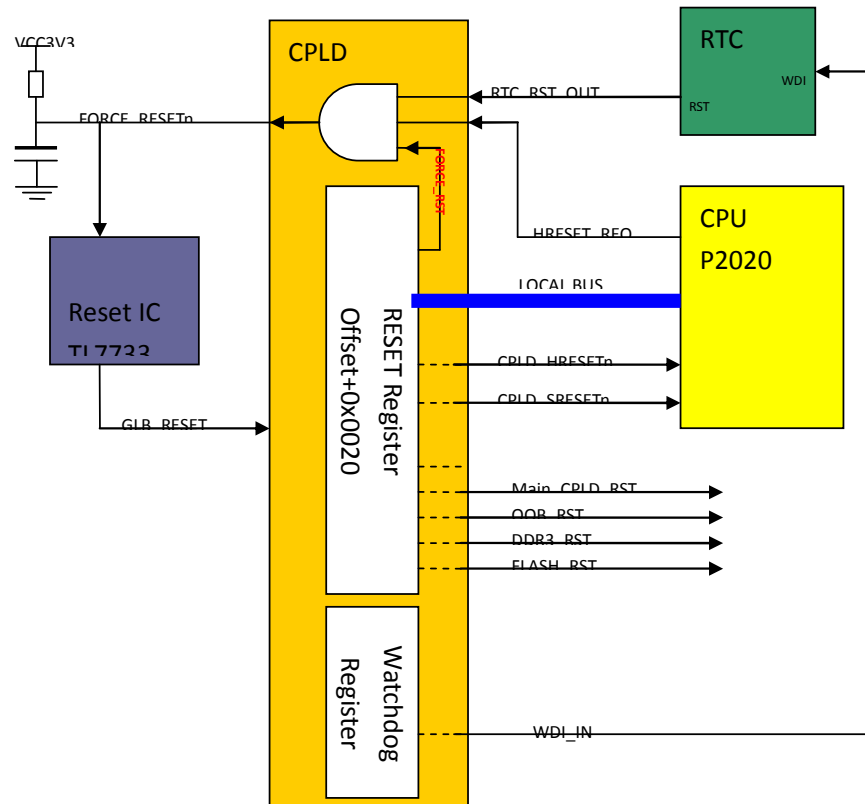 VCC3V3
CPLD
RTC
WDI
RST
RTC_RST_OUT
FORCE_RESETn
FORCE_RST
CPU
P2020
HRESET_REQ
LOCAL BUS
Reset IC
TL7733
RESET Register
Offset+0x0020
CPLD_HRESETn
CPLD_SRESETn
GLB_RESET
Main_CPLD_RST
OOB_RST
DDR3_RST
FLASH_RST
Watchdog
Register
WDI_IN